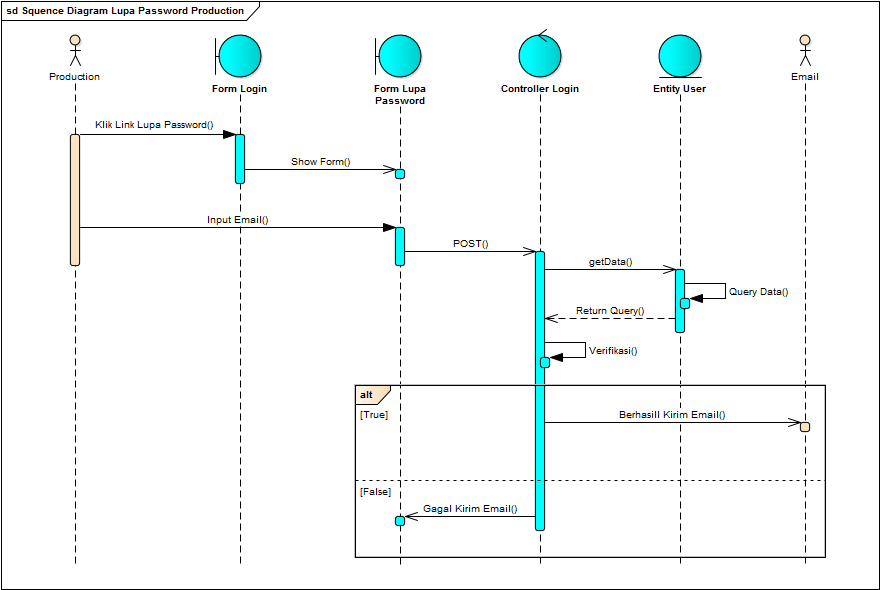 sd Squence Diagram Lupa Password Production
Production
Form Login
Form Lupa
Password
Controller Login
Entity User
Email
Klik Link Lupa Password()
Show Form()
Input Email()
POST()
getData()
Query Data()
Return Query()
Verifikasi()
alt
[True]
Berhasill Kirim Email()
[False]
Gagal Kirim Email()